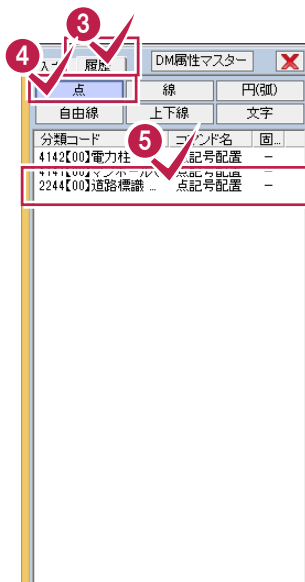 3
4
履歴 DM属性マスター
点 線 円(弧)
自由線 上下線 文字
5
分類コード コマンド名 固...
4142【00】電力柱 点記号配置 －
4141【00】マンホール 点記号配置 －
2244【00】道路標識 ... 点記号配置 －